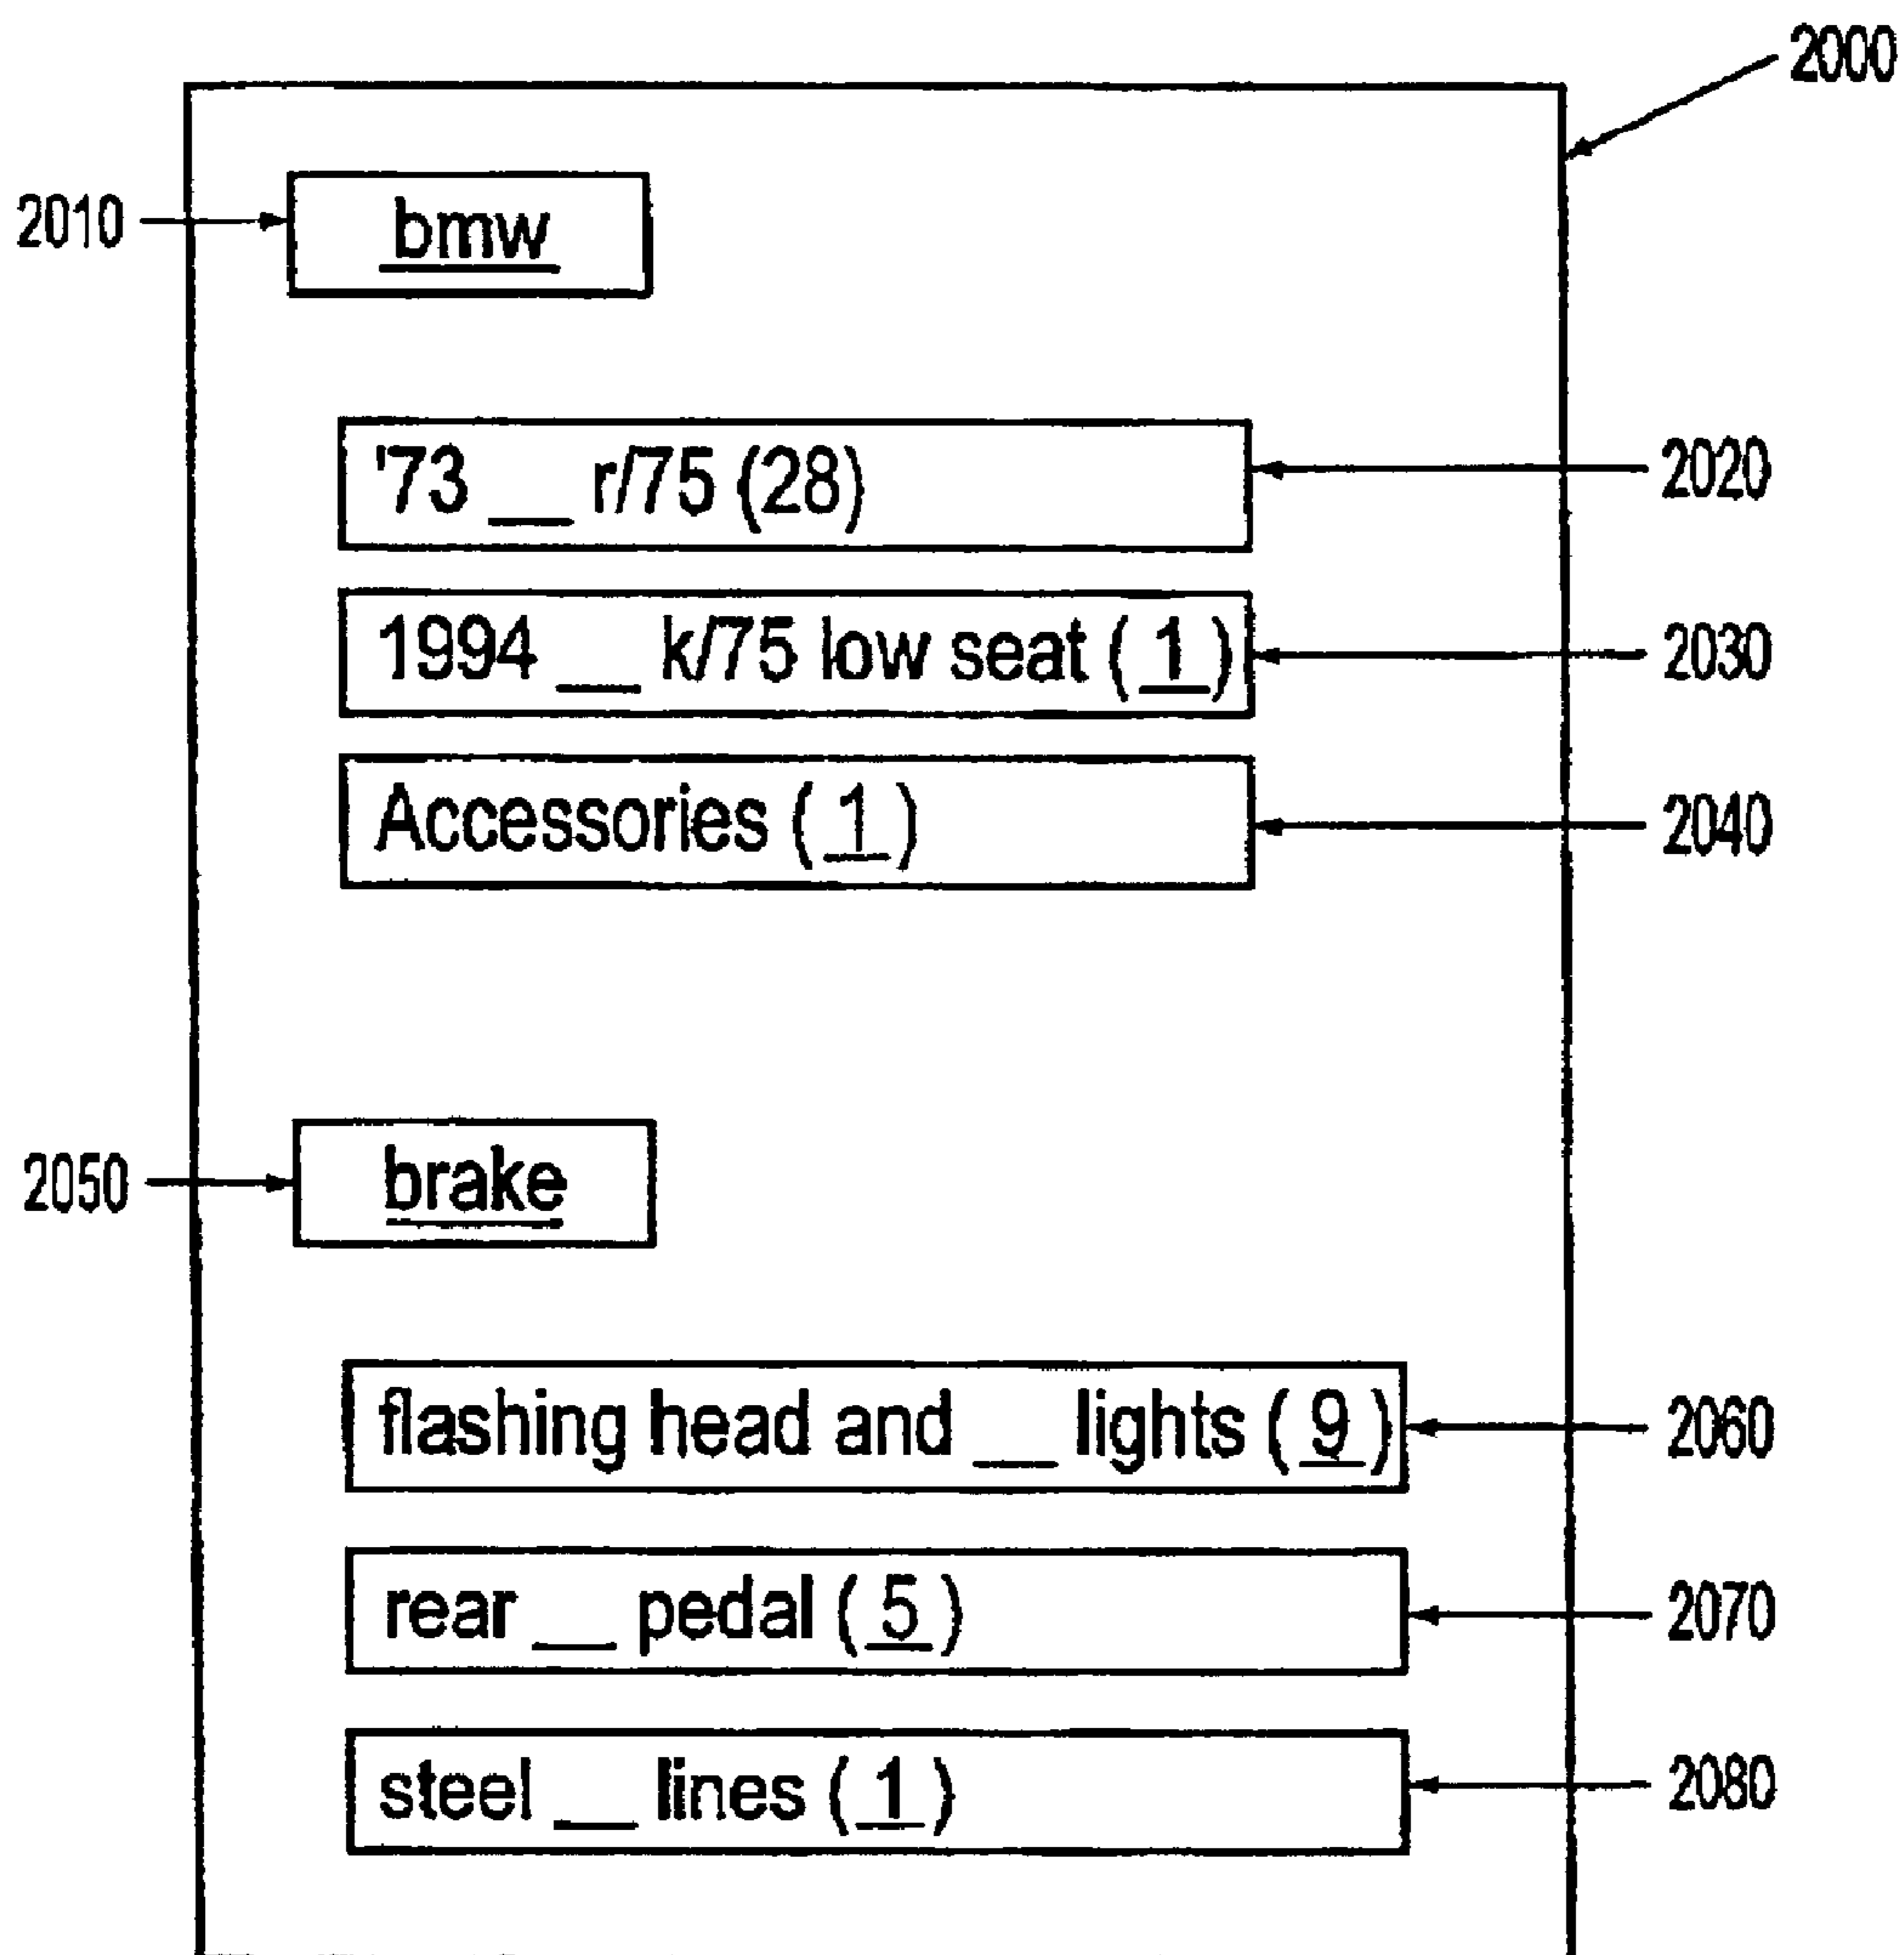 2000
2010 bmw
'73 __ r/75 (28) 2020
1994 __ k/75 low seat ( 1 ) 2030
Accessories ( 1 ) 2040
2050 brake
flashing head and __ lights ( 9 ) 2060
rear __ pedal ( 5 ) 2070
steel __ lines ( 1 ) 2080